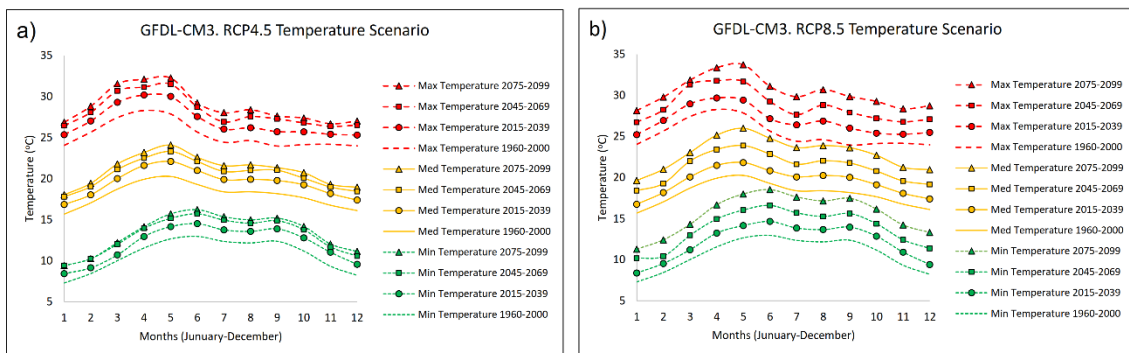 a)
GFDL-CM3. RCP4.5 Temperature Scenario
35
30
25
20
15
10
5
Temperature (ºC)
1 2 3 4 5 6 7 8 9 10 11 12
Months (Junuary-December)
Max Temperature 2075-2099
Max Temperature 2045-2069
Max Temperature 2015-2039
Max Temperature 1960-2000
Med Temperature 2075-2099
Med Temperature 2045-2069
Med Temperature 2015-2039
Med Temperature 1960-2000
Min Temperature 2075-2099
Min Temperature 2045-2069
Min Temperature 2015-2039
Min Temperature 1960-2000
b)
GFDL-CM3. RCP8.5 Temperature Scenario
35
30
25
20
15
10
5
Temperature (ºC)
1 2 3 4 5 6 7 8 9 10 11 12
Months (Junuary-December)
Max Temperature 2075-2099
Max Temperature 2045-2069
Max Temperature 2015-2039
Max Temperature 1960-2000
Med Temperature 2075-2099
Med Temperature 2045-2069
Med Temperature 2015-2039
Med Temperature 1960-2000
Min Temperature 2075-2099
Min Temperature 2045-2069
Min Temperature 2015-2039
Min Temperature 1960-2000